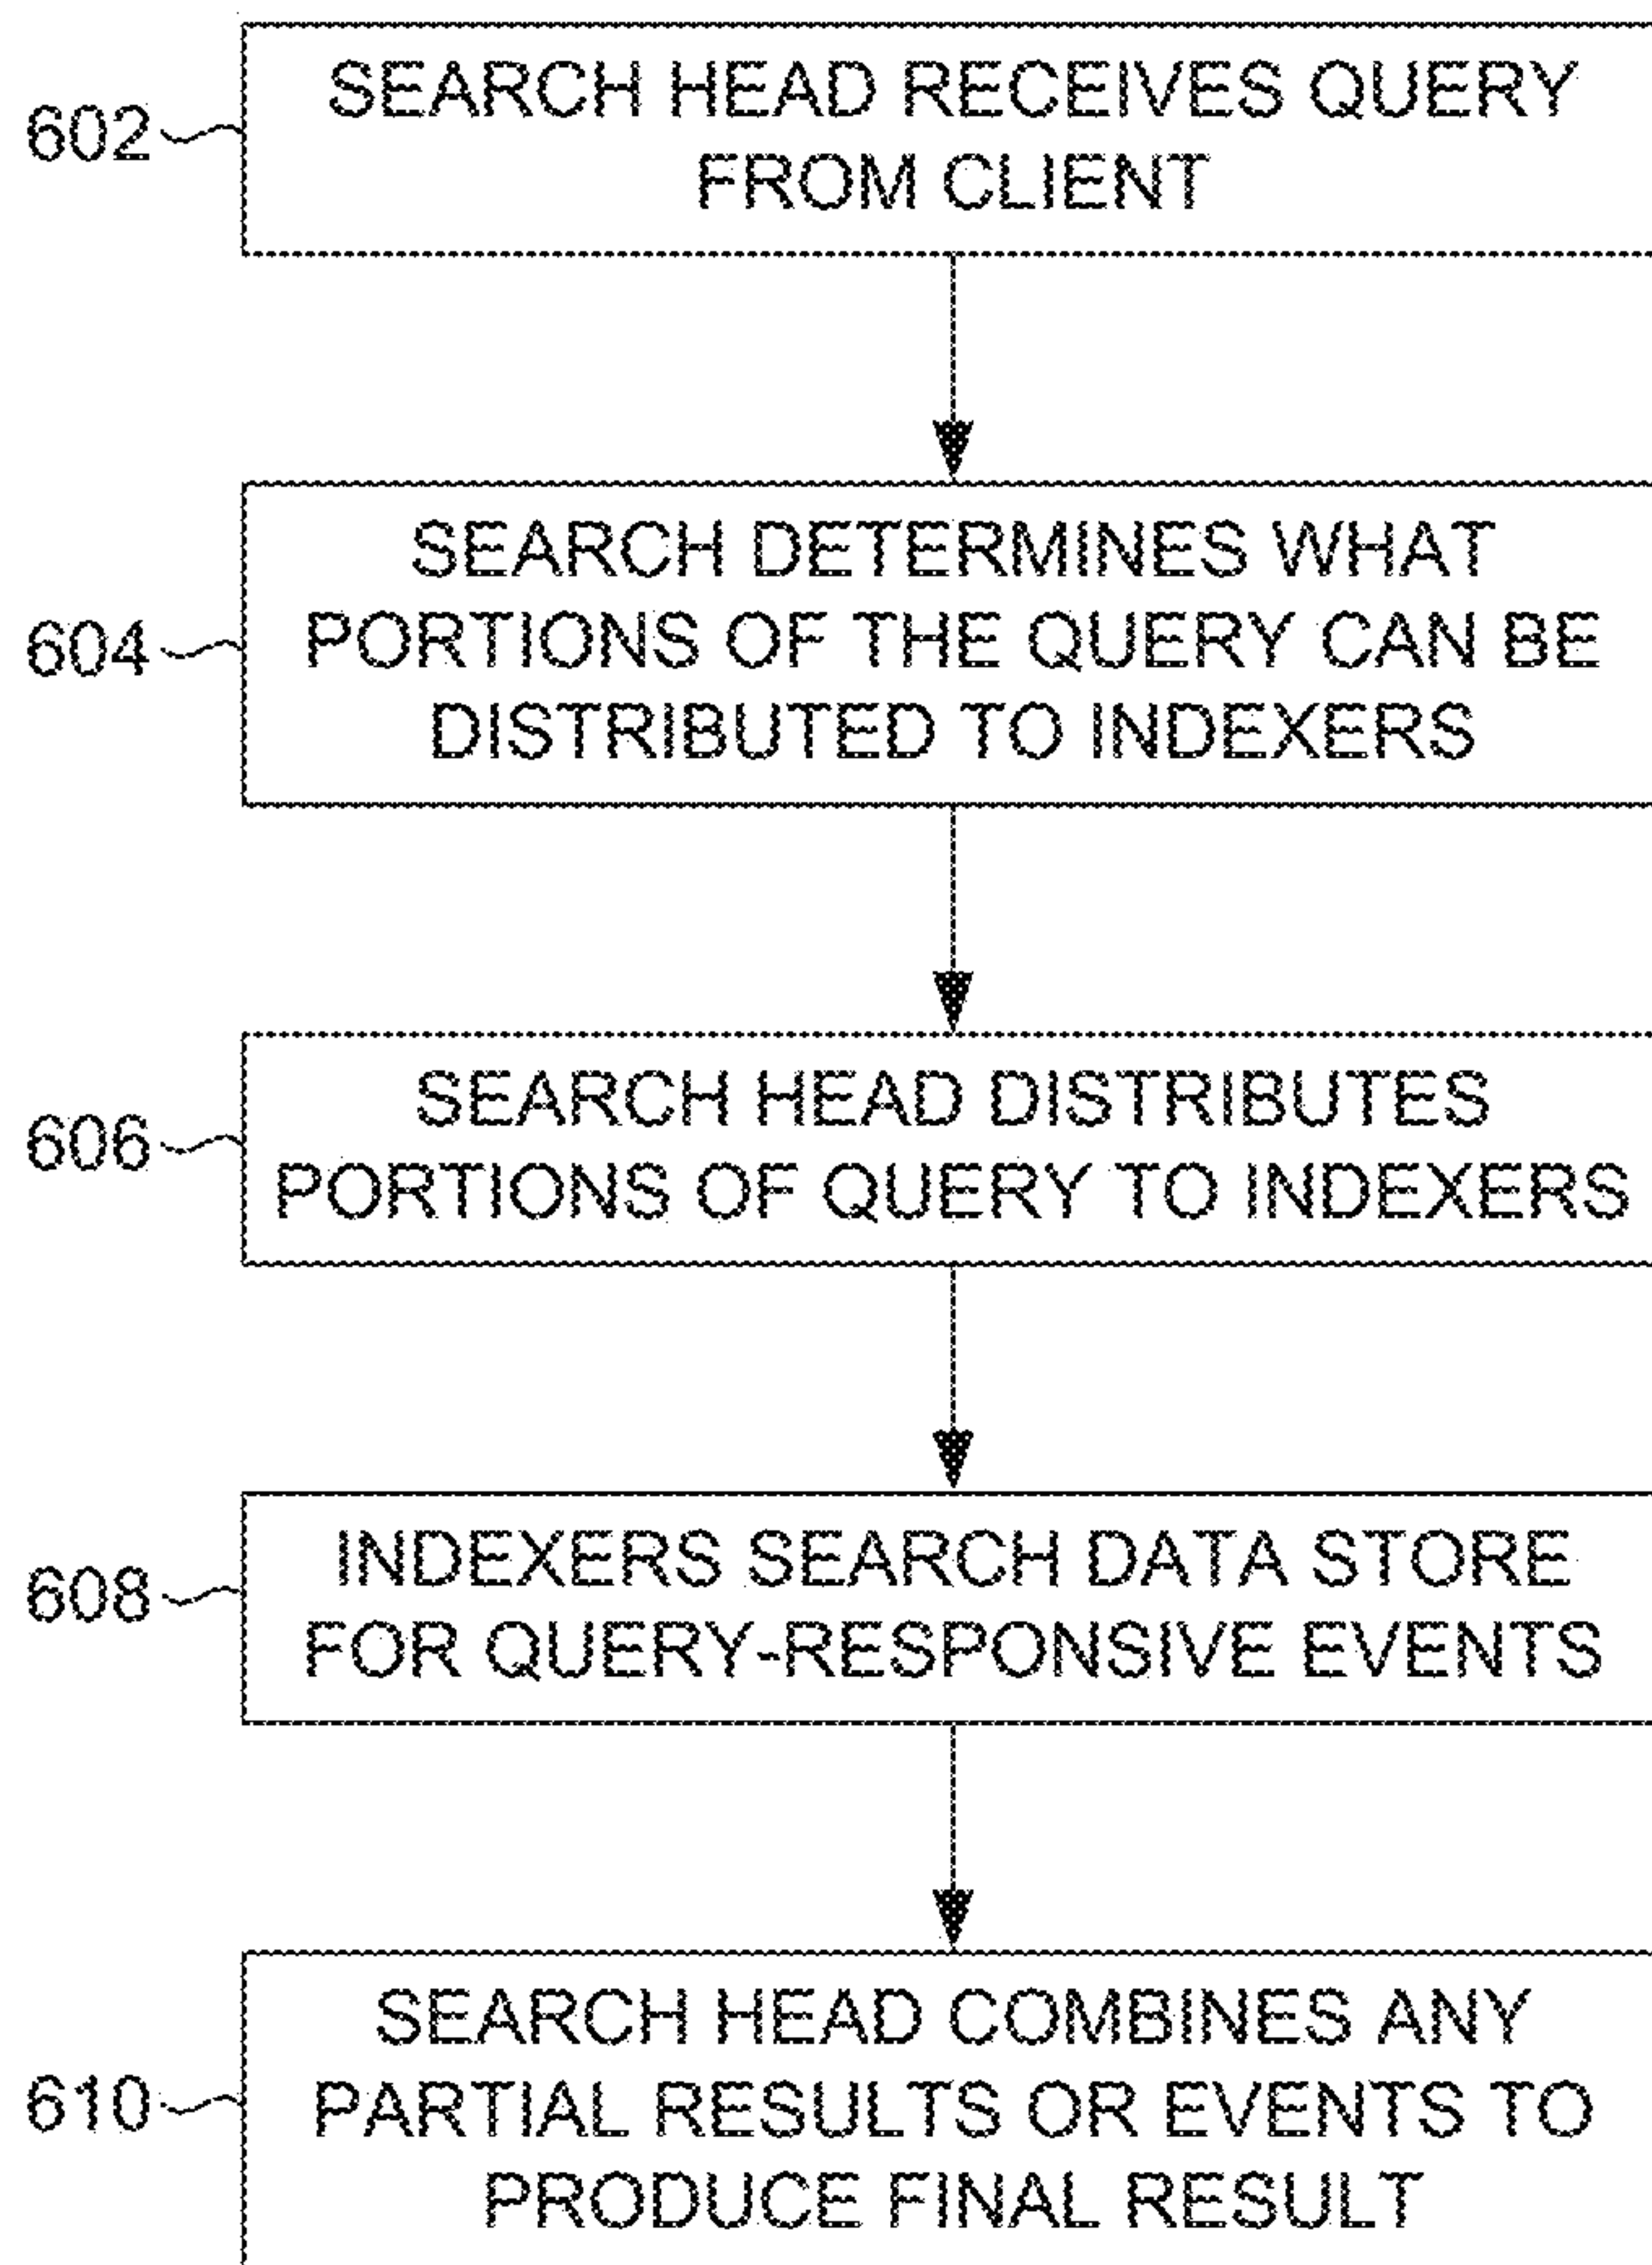 602
SEARCH HEAD RECEIVES QUERY
FROM CLIENT
604
SEARCH DETERMINES WHAT
PORTIONS OF THE QUERY CAN BE
DISTRIBUTED TO INDEXERS
606
SEARCH HEAD DISTRIBUTES
PORTIONS OF QUERY TO INDEXERS
608
INDEXERS SEARCH DATA STORE
FOR QUERY-RESPONSIVE EVENTS
610
SEARCH HEAD COMBINES ANY
PARTIAL RESULTS OR EVENTS TO
PRODUCE FINAL RESULT